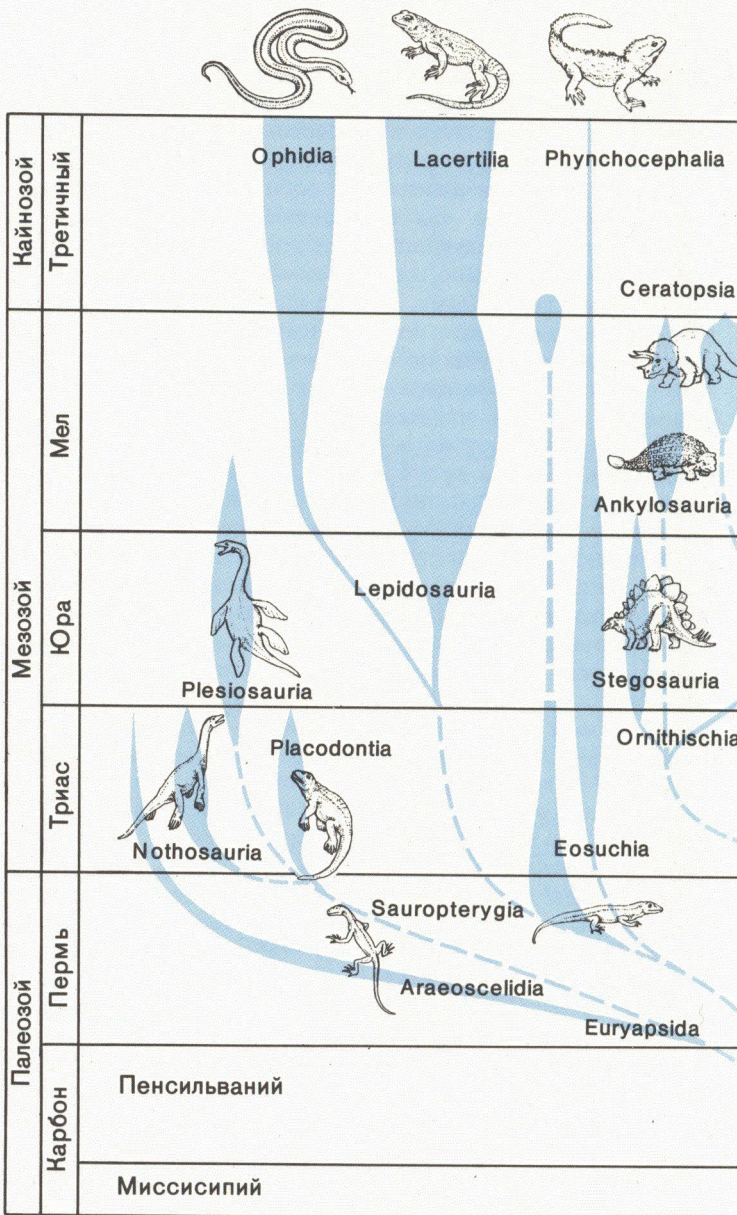 Ophidia
Lacertilia
Phynchocephalia
Кайнозой
Третичный
Ceratopsia
Мезозой
Мел
Ankylosauria
Юра
Lepidosauria
Plesiosauria
Stegosauria
Триас
Placodontia
Ornithischia
Nothosauria
Eosuchia
Палеозой
Пермь
Sauropterygia
Araeoscelidia
Euryapsida
Карбон
Пенсильваний
Миссисипий